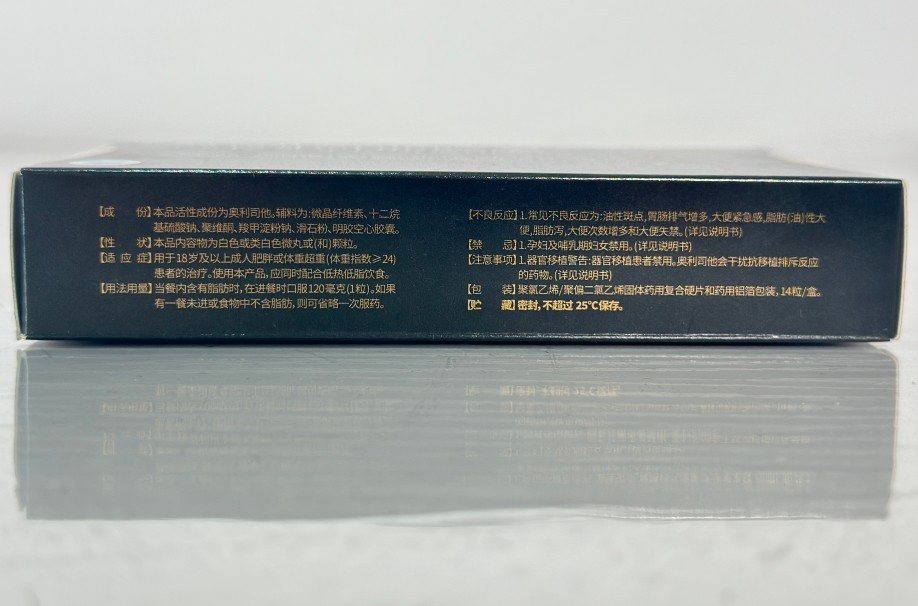 【成 份】本品活性成份为奥利司他。辅料为：微晶纤维素、十二烷
基硫酸钠、聚维酮、羧甲淀粉钠、滑石粉、明胶空心胶囊。
【性 状】本品内容物为白色或类白色微丸或(和)颗粒。
【适 应 症】用于18岁及以上成人肥胖或体重超重(体重指数≥24)
患者的治疗。使用本产品，应同时配合低热低脂饮食。
【用法用量】当餐内含有脂肪时，在进餐时口服120毫克(1粒)。如果
有一餐未进或食物中不含脂肪，则可省略一次服药。
【不良反应】1.常见不良反应为：油性斑点，胃肠排气增多，大便紧急感，脂肪(油)性大
便，脂肪泻，大便次数增多和大便失禁。(详见说明书)
【禁 忌】1.孕妇及哺乳期妇女禁用。(详见说明书)
【注意事项】1.器官移植警告：器官移植患者禁用。奥利司他会干扰抗移植排斥反应
的药物。(详见说明书)
【包 装】聚氯乙烯/聚偏二氯乙烯固体药用复合硬片和药用铝箔包装，14粒/盒。
【贮 藏】密封，不超过25℃保存。